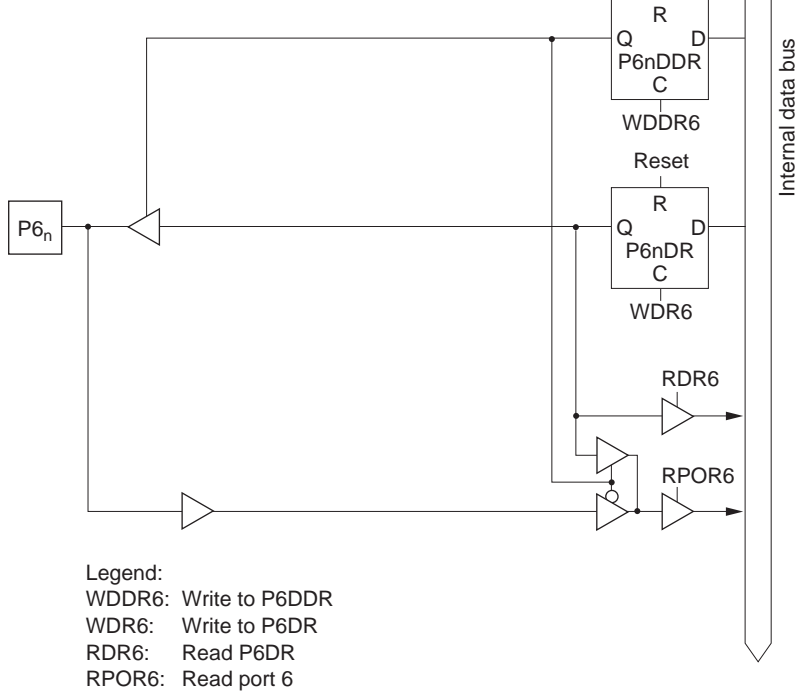 R
Q D
P6nDDR
C
WDDR6
Internal data bus
Reset
R
P6n
Q D
P6nDR
C
WDR6
RDR6
RPOR6
Legend:
WDDR6: Write to P6DDR
WDR6: Write to P6DR
RDR6: Read P6DR
RPOR6: Read port 6